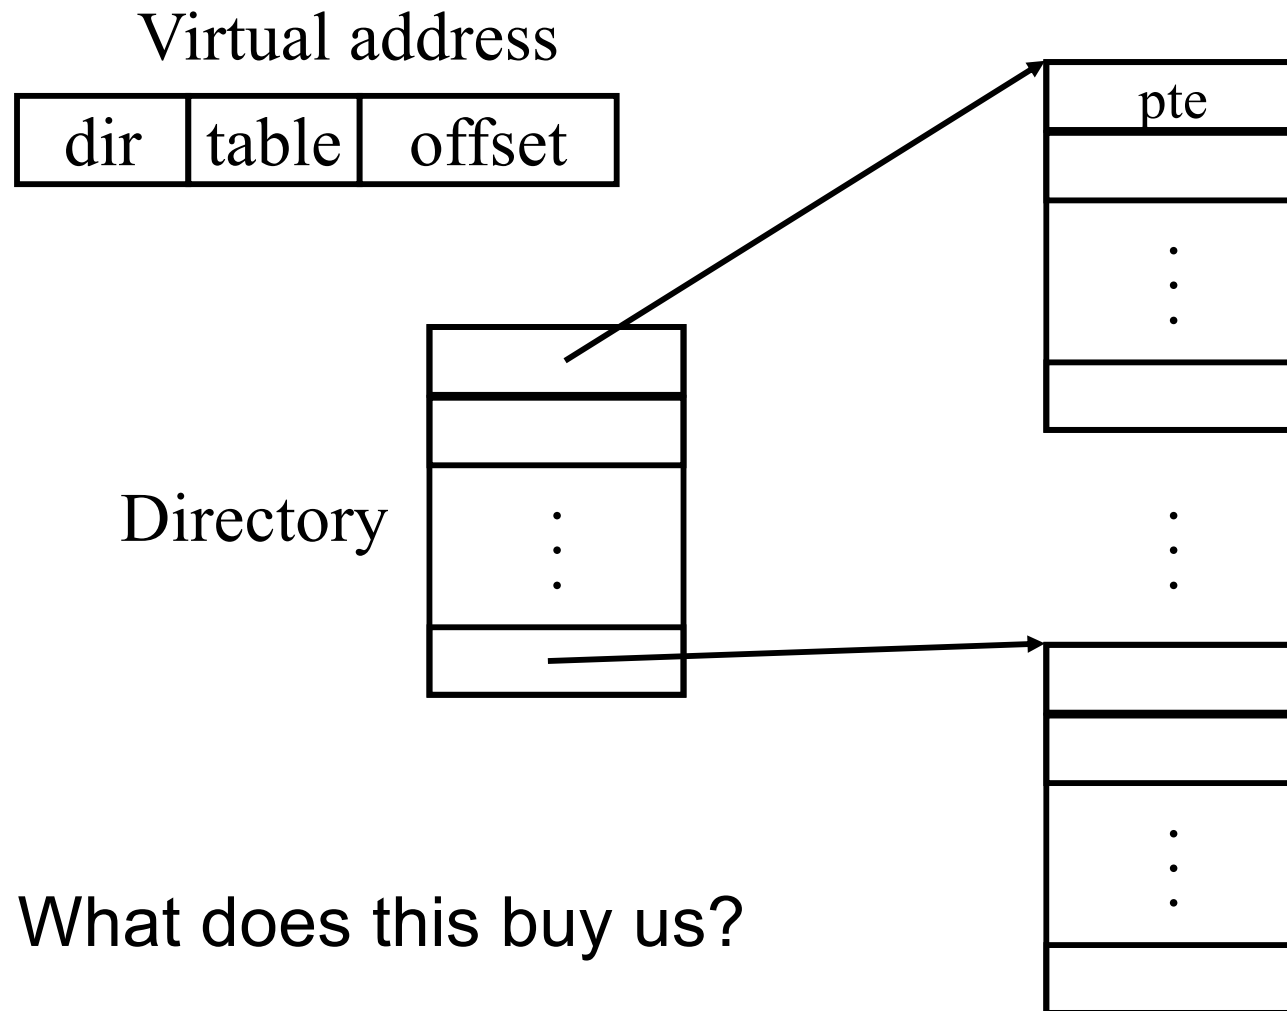 Virtual address
dir table offset
pte
Directory
What does this buy us?